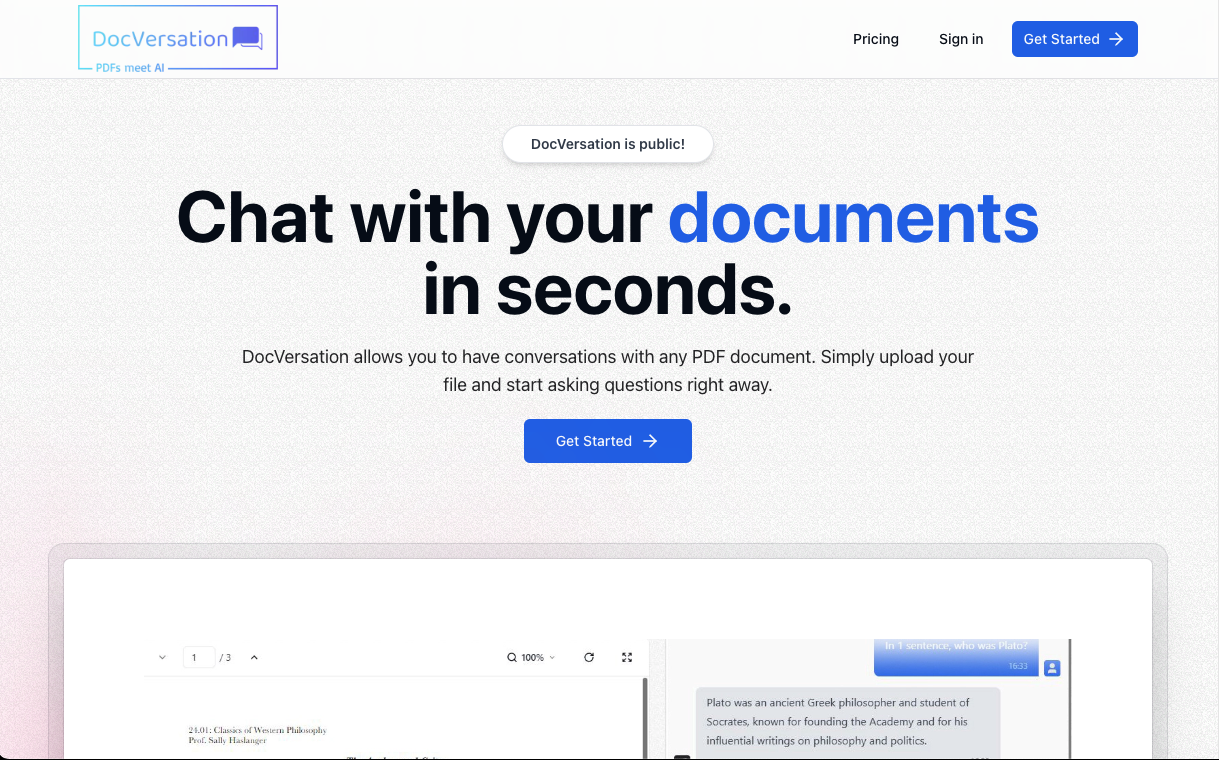 DocVersation
PDFs meet AI
Pricing
Sign in
Get Started
DocVersation is public!
Chat with your documents
in seconds.
DocVersation allows you to have conversations with any PDF document. Simply upload your
file and start asking questions right away.
Get Started
1 / 3
100%
In 1 sentence, who was Plato?
16:33
Plato was an ancient Greek philosopher and student of
Socrates, known for founding the Academy and for his
influential writings on philosophy and politics.
24.01: Classics of Western Philosophy
Prof. Sally Haslanger